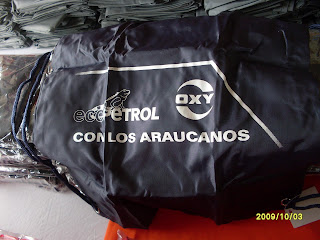 OXY
ecopETROL
CON LOS ARAUCANOS
2009/10/03